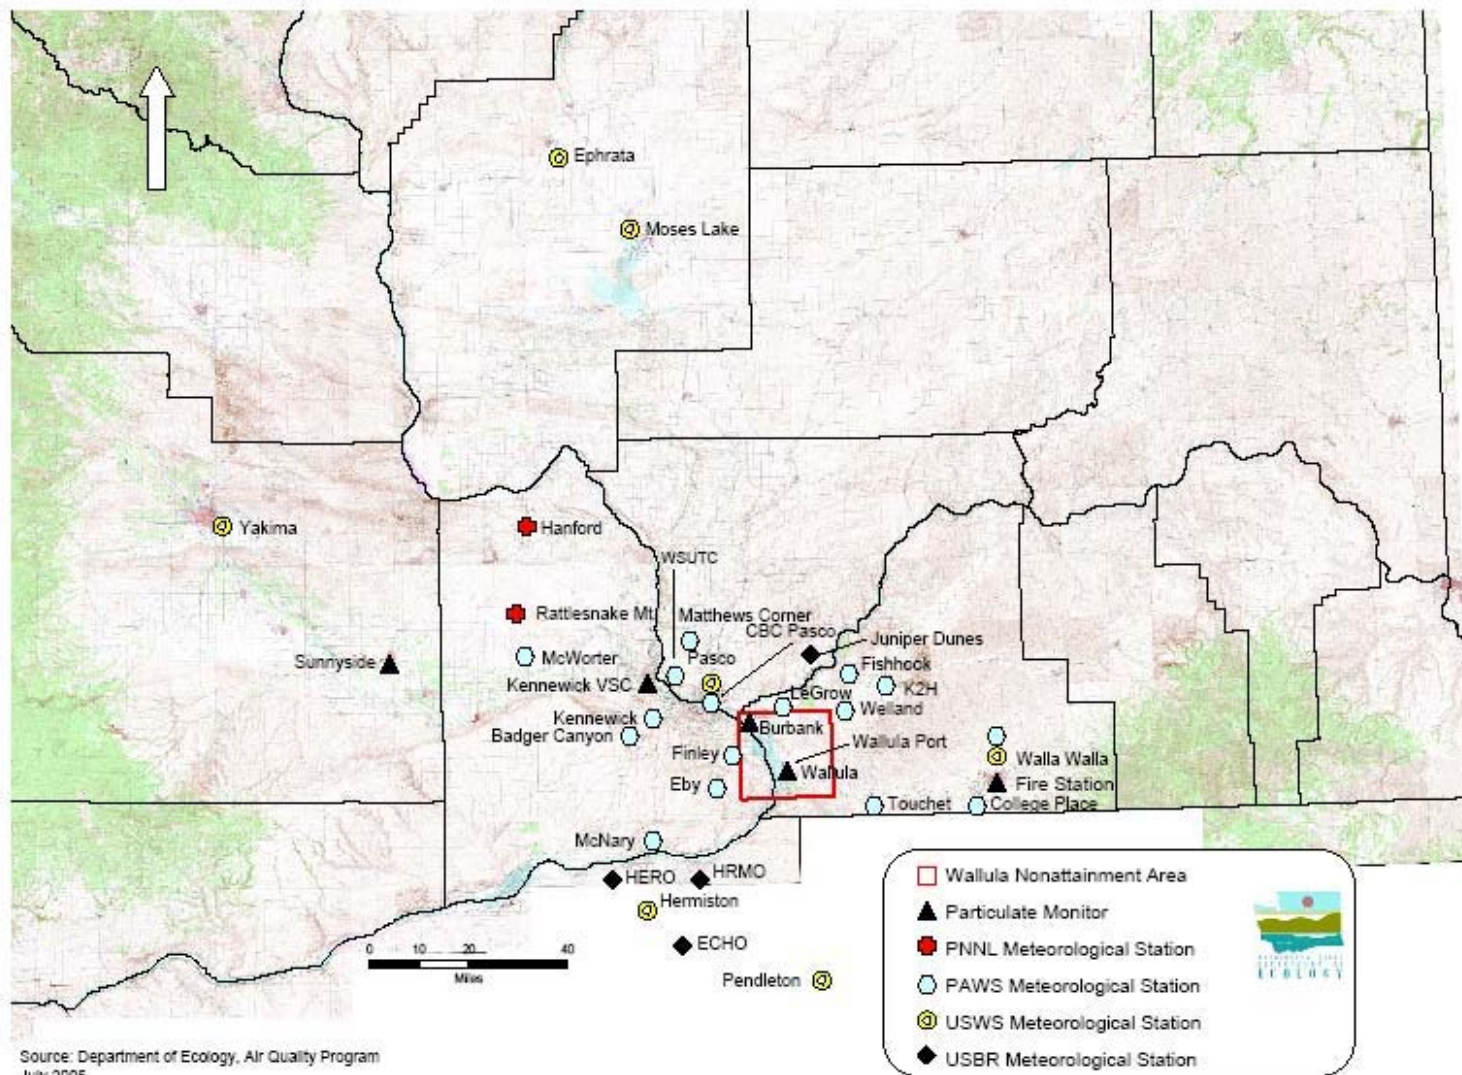 Ephrata
Moses Lake
Yakima
Hanford
WSUTC
Rattlesnake Mt.
Matthews Corner
CBC Pasco
Juniper Dunes
Sunnyside
McWorter
Pasco
Fishhook
Kennewick VSC
K2H
LeGrow
Welland
Kennewick
Burbank
Badger Canyon
Wallula Port
Finley
Walla Walla
Wallula
Eby
Fire Station
Touchet
College Place
McNary
HERO
HRMO
Hermiston
ECHO
Pendleton
0 10 20 40
Miles
Wallula Nonattainment Area
Particulate Monitor
PNNL Meteorological Station
PAWS Meteorological Station
USWS Meteorological Station
USBR Meteorological Station
ECOLOGY
Source: Department of Ecology, Air Quality Program